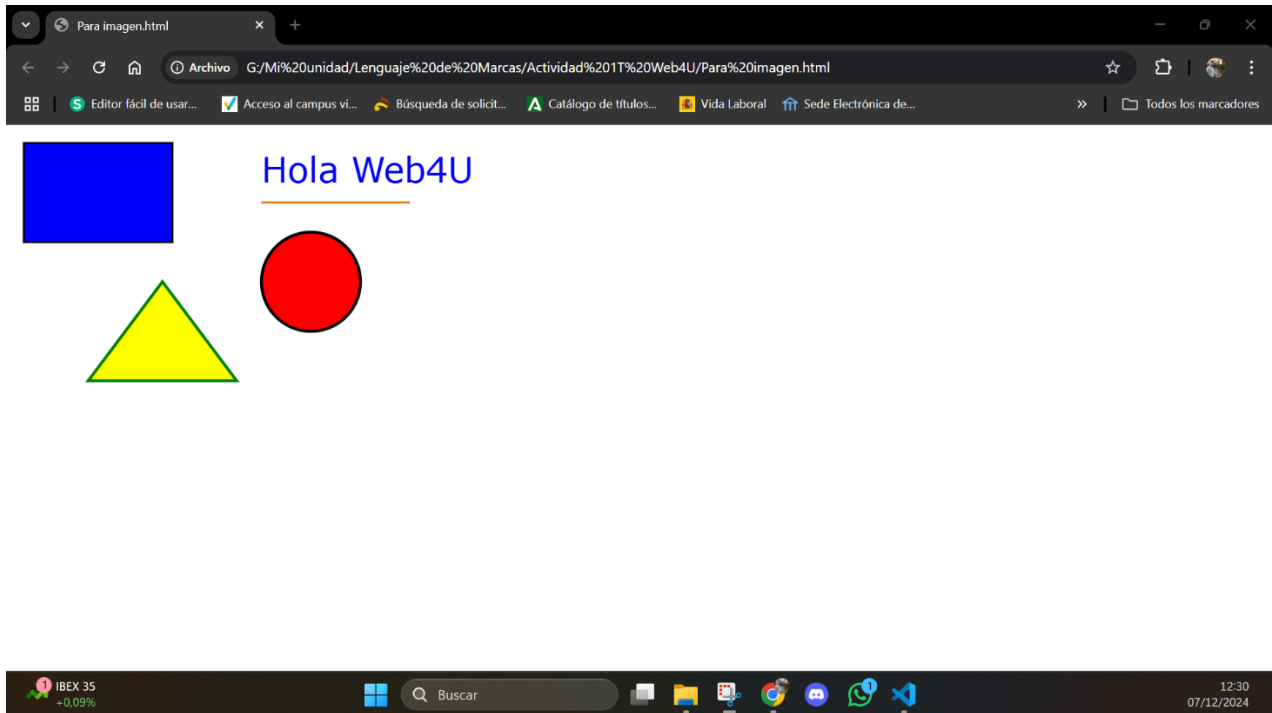 Para imagen.html
Archivo G:/Mi%20unidad/Lenguaje%20de%20Marcas/Actividad%201T%20Web4U/Para%20imagen.html
Editor fácil de usar... Acceso al campus vi... Búsqueda de solicit... Catálogo de títulos... Vida Laboral Sede Electrónica de... » Todos los marcadores
Hola Web4U
1 IBEX 35
+0,09%
Buscar
1
12:30
07/12/2024